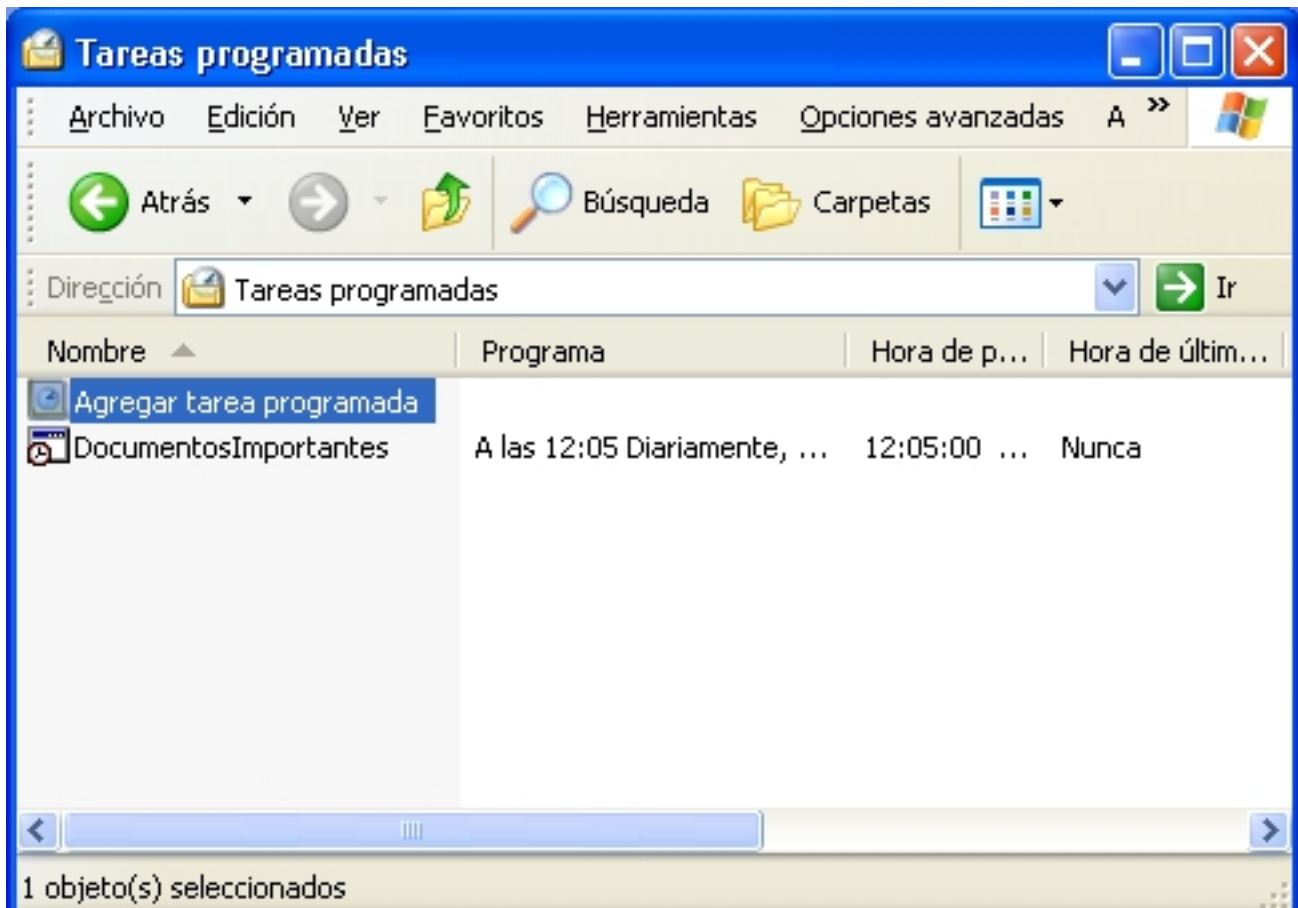 Tareas programadas
Archivo Edición Ver Favoritos Herramientas Opciones avanzadas A »
Atrás Búsqueda Carpetas
Dirección Tareas programadas Ir
Nombre Programa Hora de p... Hora de últim...
Agregar tarea programada
DocumentosImportantes A las 12:05 Diariamente, ... 12:05:00 ... Nunca
1 objeto(s) seleccionados